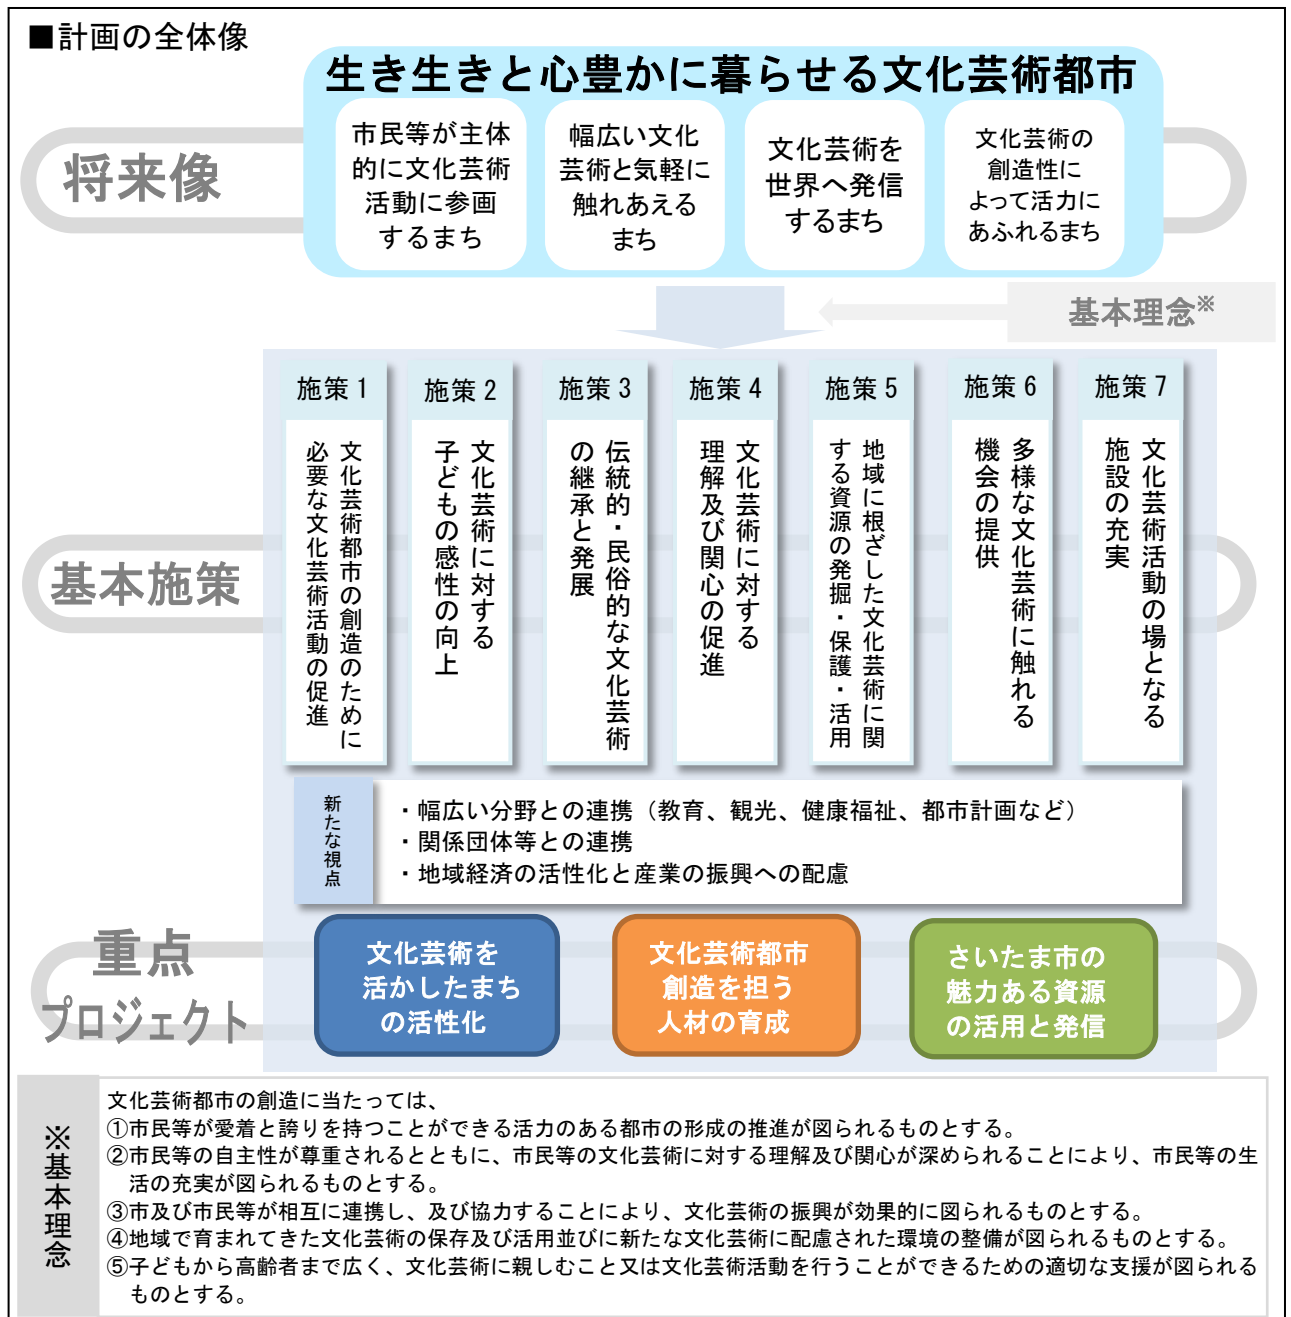 ■計画の全体像
生き生きと心豊かに暮らせる文化芸術都市
将来像
市民等が主体
的に文化芸術
活動に参画
するまち
幅広い文化
芸術と気軽に
触れあえる
まち
文化芸術を
世界へ発信
するまち
文化芸術の
創造性に
よって活力に
あふれるまち
基本理念※
基本施策
施策1
文化芸術都市の創造のために
必要な文化芸術活動の促進
施策2
文化芸術に対する
子どもの感性の向上
施策3
伝統的・民俗的な文化芸術
の継承と発展
施策4
文化芸術に対する
理解及び関心の促進
施策5
地域に根ざした文化芸術に関
する資源の発掘・保護・活用
施策6
多様な文化芸術に触れる
機会の提供
施策7
文化芸術活動の場となる
施設の充実
新たな視点
・幅広い分野との連携（教育、観光、健康福祉、都市計画など）
・関係団体等との連携
・地域経済の活性化と産業の振興への配慮
重点
プロジェクト
文化芸術を
活かしたまち
の活性化
文化芸術都市
創造を担う
人材の育成
さいたま市の
魅力ある資源
の活用と発信
※基本理念
文化芸術都市の創造に当たっては、
①市民等が愛着と誇りを持つことができる活力のある都市の形成の推進が図られるものとする。
②市民等の自主性が尊重されるとともに、市民等の文化芸術に対する理解及び関心が深められることにより、市民等の生
活の充実が図られるものとする。
③市及び市民等が相互に連携し、及び協力することにより、文化芸術の振興が効果的に図られるものとする。
④地域で育まれてきた文化芸術の保存及び活用並びに新たな文化芸術に配慮された環境の整備が図られるものとする。
⑤子どもから高齢者まで広く、文化芸術に親しむこと又は文化芸術活動を行うことができるための適切な支援が図られる
ものとする。